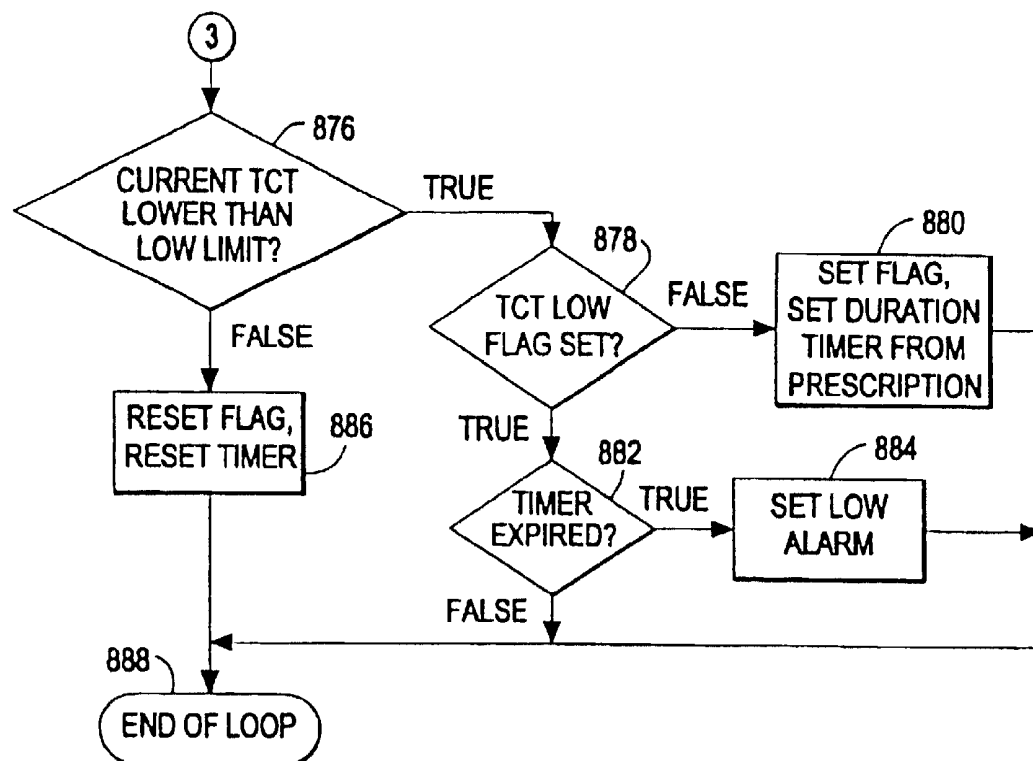 3
876
CURRENT TCT
LOWER THAN
LOW LIMIT?
TRUE
FALSE
878
TCT LOW
FLAG SET?
FALSE
880
SET FLAG,
SET DURATION
TIMER FROM
PRESCRIPTION
RESET FLAG,
RESET TIMER
886
TRUE
882
TIMER
EXPIRED?
TRUE
884
SET LOW
ALARM
FALSE
888
END OF LOOP